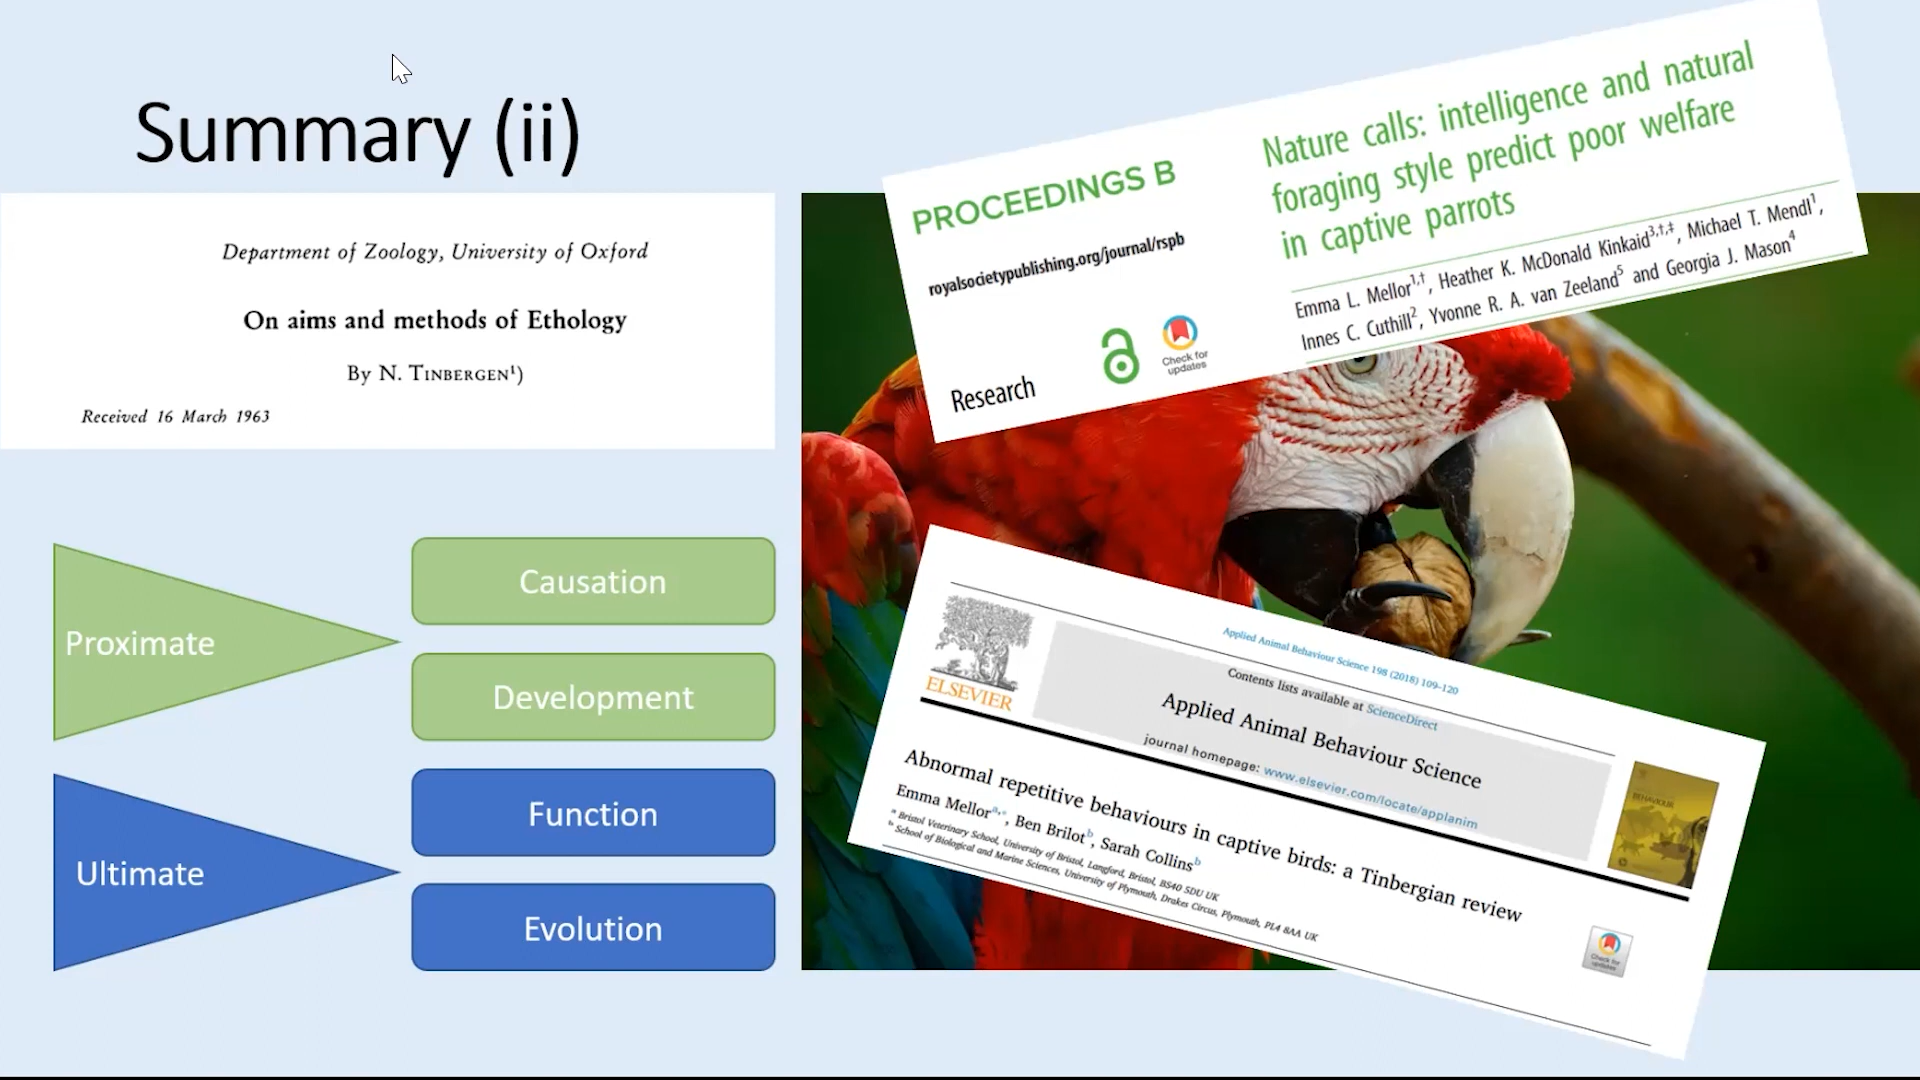 Summary (ii)
Department of Zoology, University of Oxford
On aims and methods of Ethology
By N. TINBERGEN¹)
Received 16 March 1963
Proximate
Causation
Development
Ultimate
Function
Evolution
PROCEEDINGS B
royalsocietypublishing.org/journal/rspb
Check for
updates
Research
Nature calls: intelligence and natural
foraging style predict poor welfare
in captive parrots
Emma L. Mellor¹,†, Heather K. McDonald Kinkaid³,†,‡, Michael T. Mendl¹,
Innes C. Cuthill², Yvonne R. A. van Zeeland⁵ and Georgia J. Mason⁴
Applied Animal Behaviour Science 198 (2018) 109–120
ELSEVIER
Contents lists available at ScienceDirect
Applied Animal Behaviour Science
journal homepage: www.elsevier.com/locate/applanim
BEHAVIOUR
Abnormal repetitive behaviours in captive birds: a Tinbergian review
Emma Mellorᵃ,*, Ben Brilotᵇ, Sarah Collinsᵇ
ᵃ Bristol Veterinary School, University of Bristol, Langford, Bristol, BS40 5DU UK
ᵇ School of Biological and Marine Sciences, University of Plymouth, Drakes Circus, Plymouth, PL4 8AA UK
Check for
updates